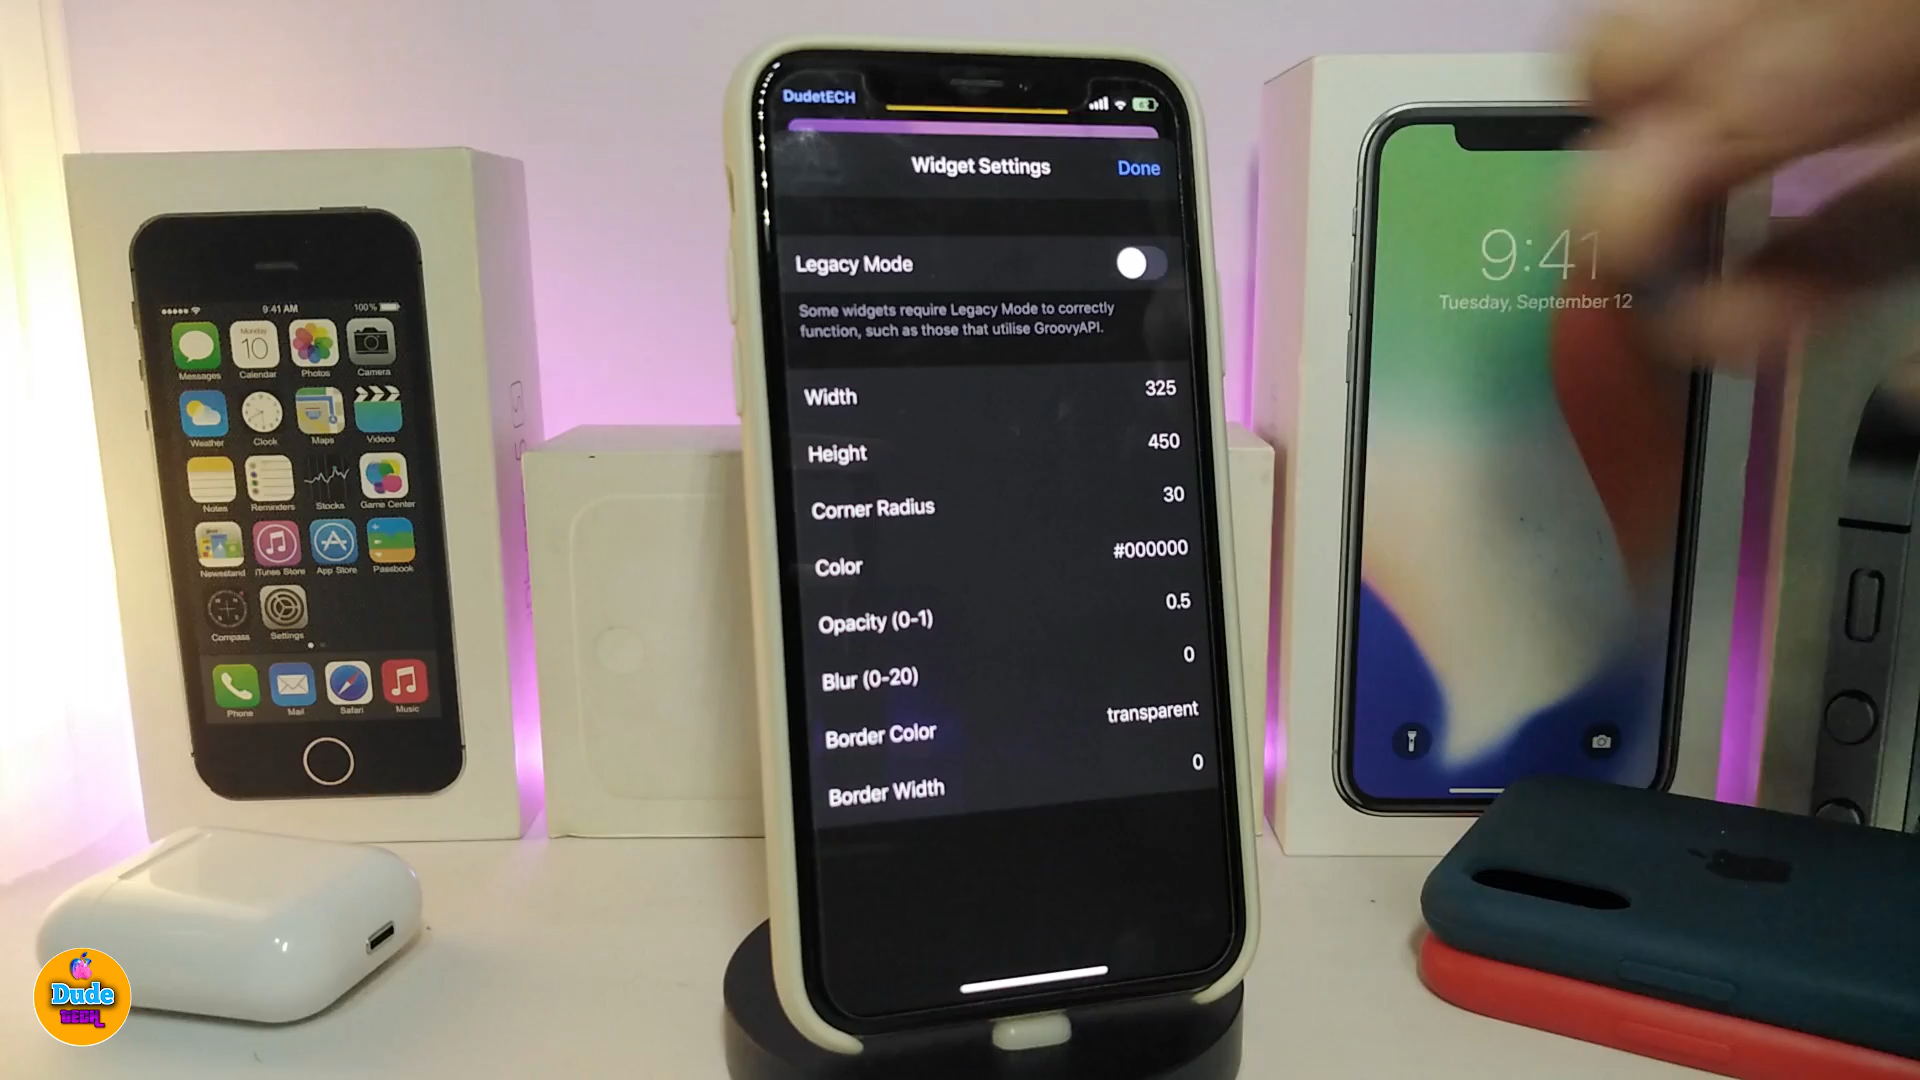 DudetECH
Widget Settings
Done
Legacy Mode
Some widgets require Legacy Mode to correctly
function, such as those that utilise GroovyAPI.
Width 325
Height 450
Corner Radius 30
Color #000000
Opacity (0-1) 0.5
Blur (0-20) 0
Border Color transparent
Border Width 0
9:41 AM
100%
Messages
Monday
10
Calendar
Photos
Camera
Weather
Clock
Maps
Videos
Notes
Reminders
Stocks
Game Center
Newsstand
iTunes Store
App Store
Passbook
Compass
Settings
Phone
Mail
Safari
Music
9:41
Tuesday, September 12
Dude
tECH